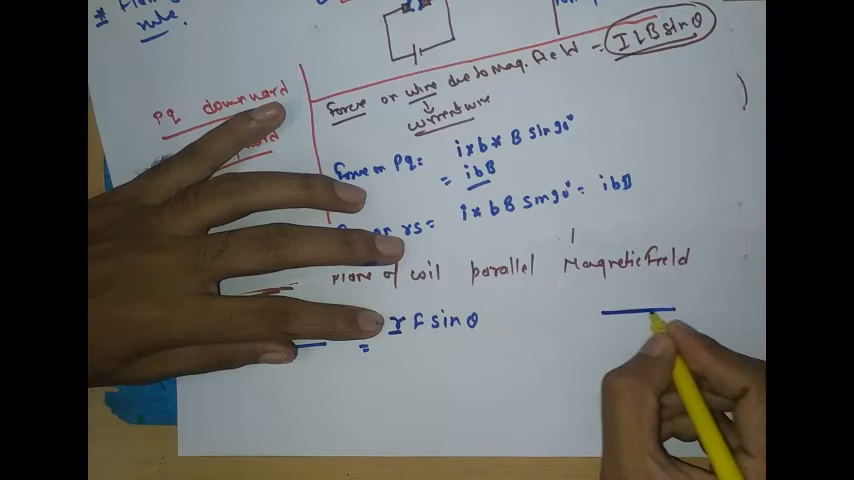 rule.
Force on wire due to Mag. field = ILB sin θ
↓
current wire
Pq downward
Force on Pq = i × b × B sin 90°
= ibB
rs = i × bB sin 90° = ibB
Plane of coil parallel Magnetic field
= r F sin θ